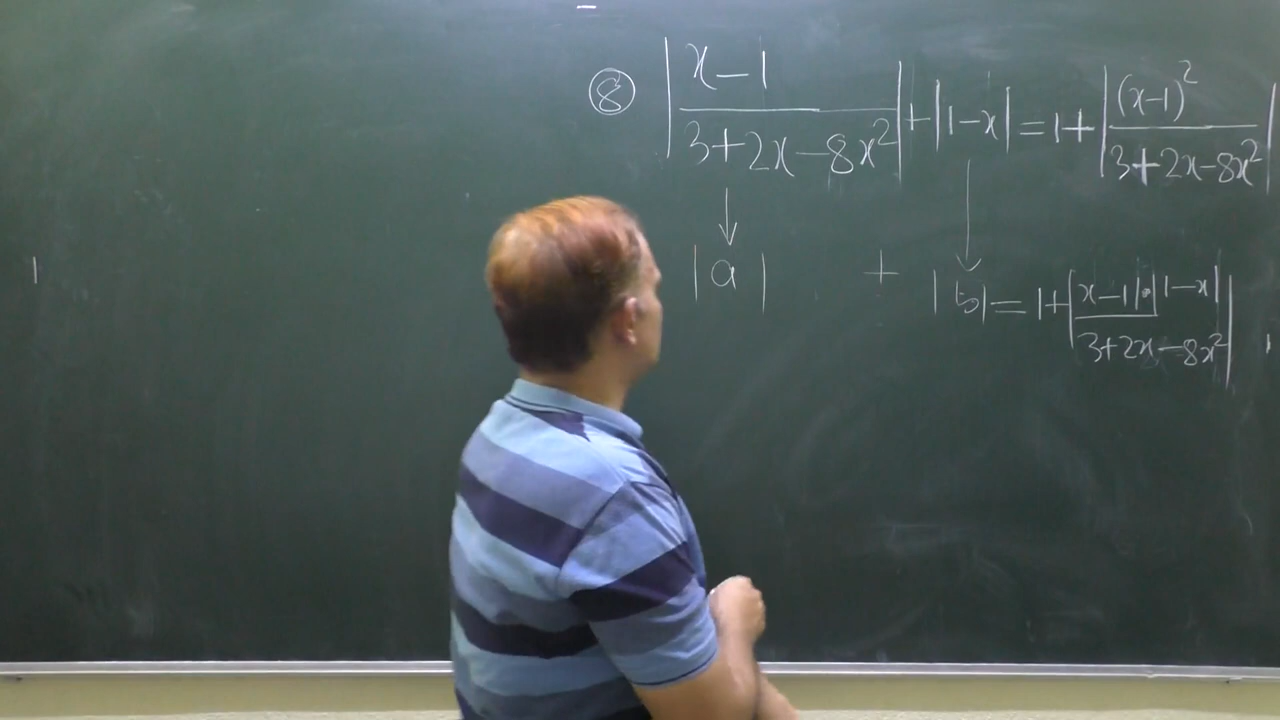 ⑧ |x-1 / 3+2x-8x²| + |1-x| = 1 + |(x-1)² / 3+2x-8x²|
↓ ↓
|a| + |b| = 1 + |x-1|·|1-x| / 3+2x-8x²|